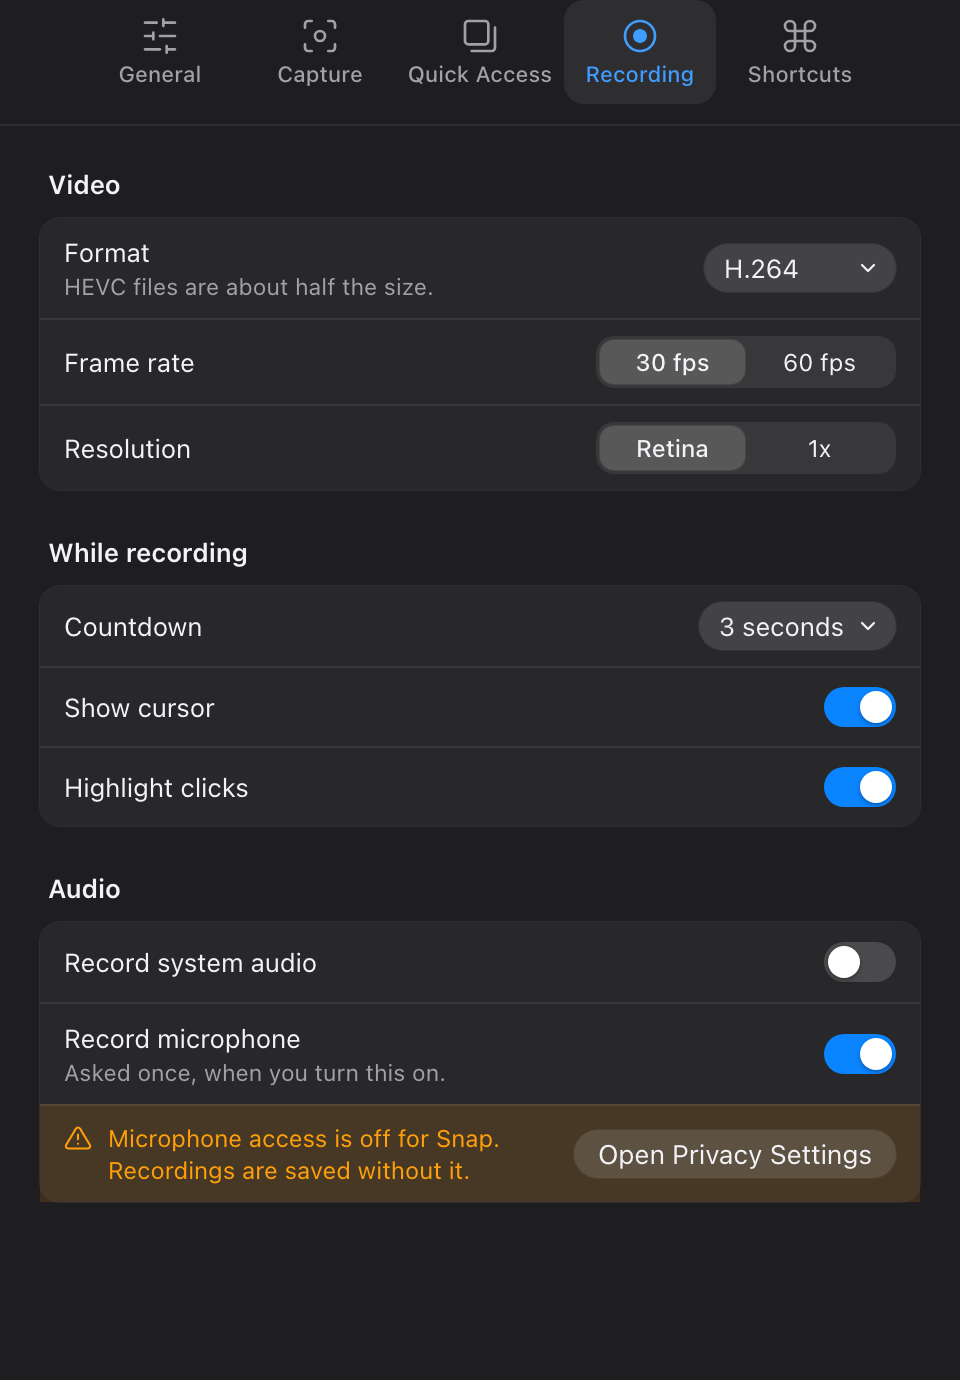 General
Capture
Quick Access
Recording
Shortcuts
Video
Format
HEVC files are about half the size.
H.264
Frame rate
30 fps
60 fps
Resolution
Retina
1x
While recording
Countdown
3 seconds
Show cursor
Highlight clicks
Audio
Record system audio
Record microphone
Asked once, when you turn this on.
Microphone access is off for Snap.
Recordings are saved without it.
Open Privacy Settings